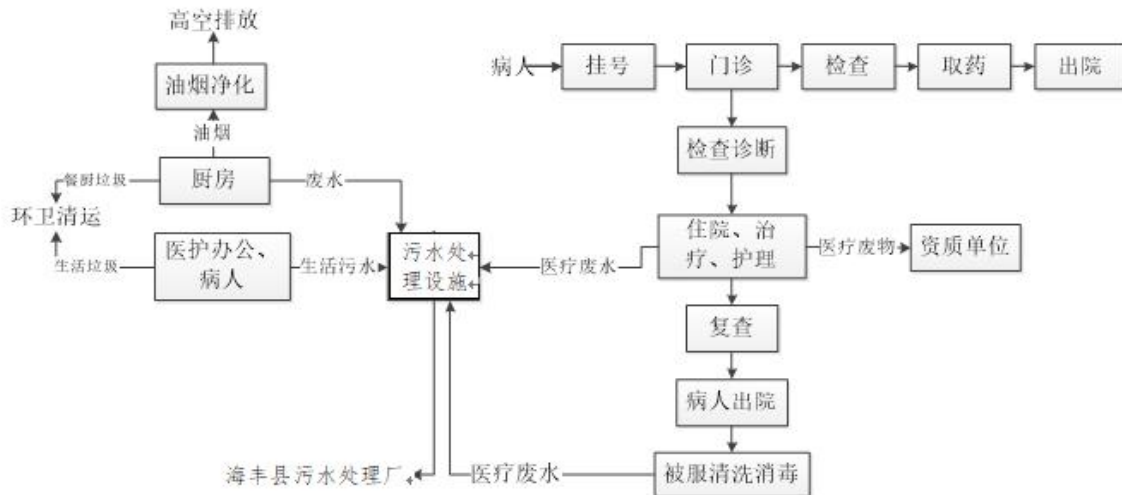 高空排放
病人
挂号
门诊
检查
取药
出院
油烟净化
油烟
检查诊断
餐厨垃圾
厨房
废水
环卫清运
住院、治
疗、护理
医疗废物
资质单位
医护办公、
病人
生活垃圾
生活污水
污水处
理设施
医疗废水
复查
病人出院
海丰县污水处理厂
医疗废水
被服清洗消毒